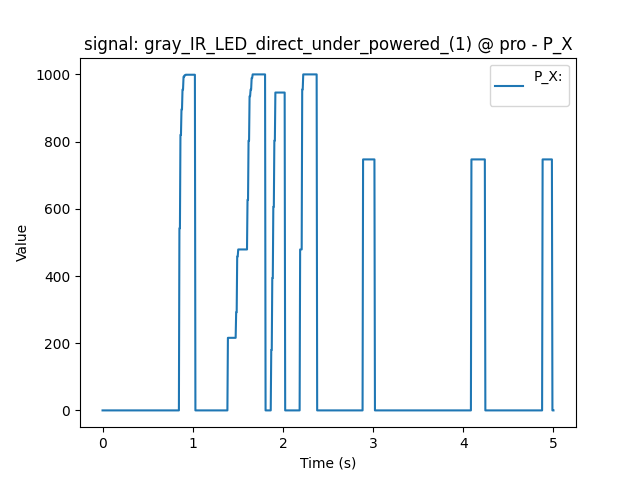 signal: gray_IR_LED_direct_under_powered_(1) @ pro - P_X
P_X:
1000
800
600
400
200
0
Value
0 1 2 3 4 5
Time (s)